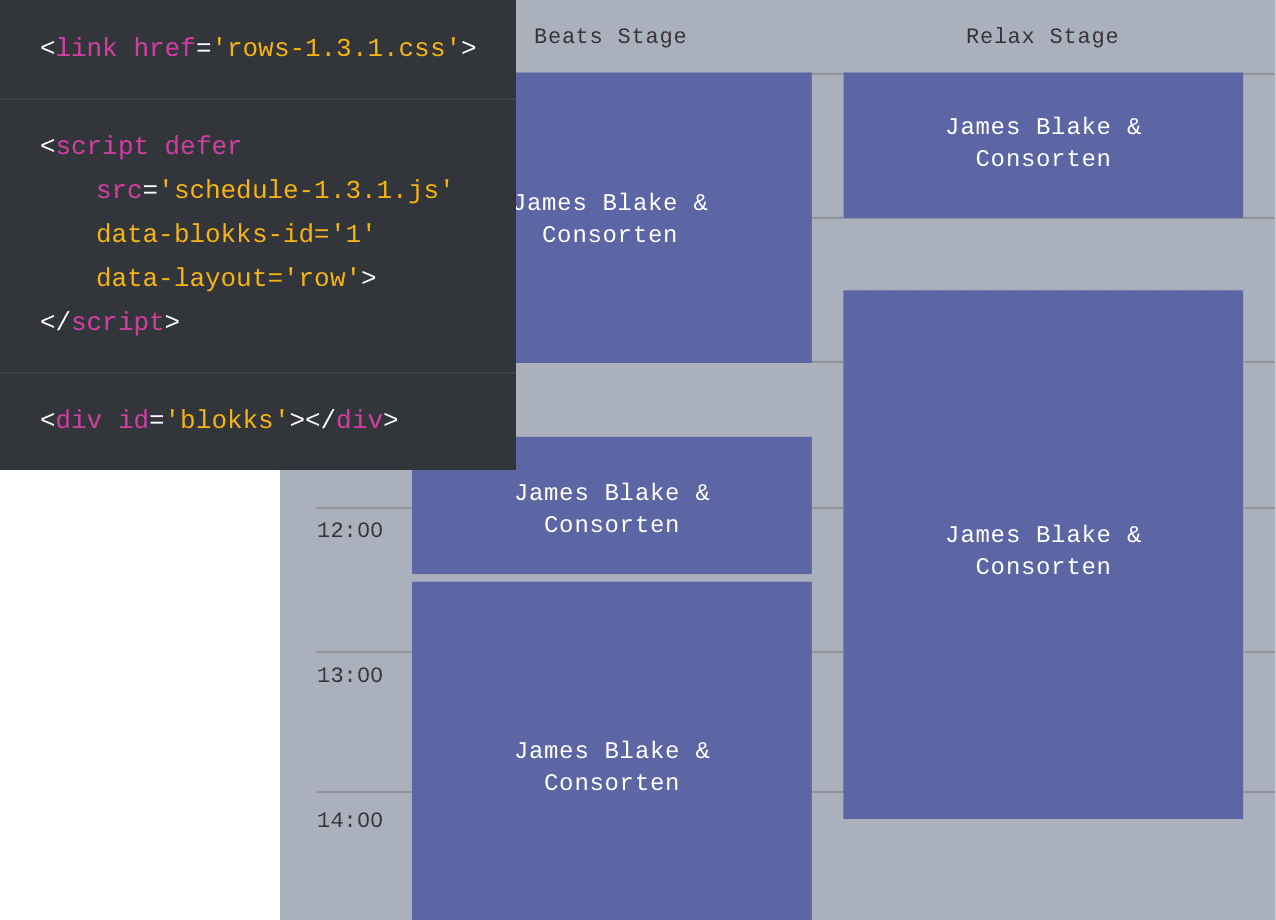 <link href='rows-1.3.1.css'>
<script defer
src='schedule-1.3.1.js'
data-blokks-id='1'
data-layout='row'>
</script>
<div id='blokks'></div>
Beats Stage
Relax Stage
James Blake &
Consorten
James Blake &
Consorten
James Blake &
Consorten
James Blake &
Consorten
James Blake &
Consorten
12:00
13:00
14:00